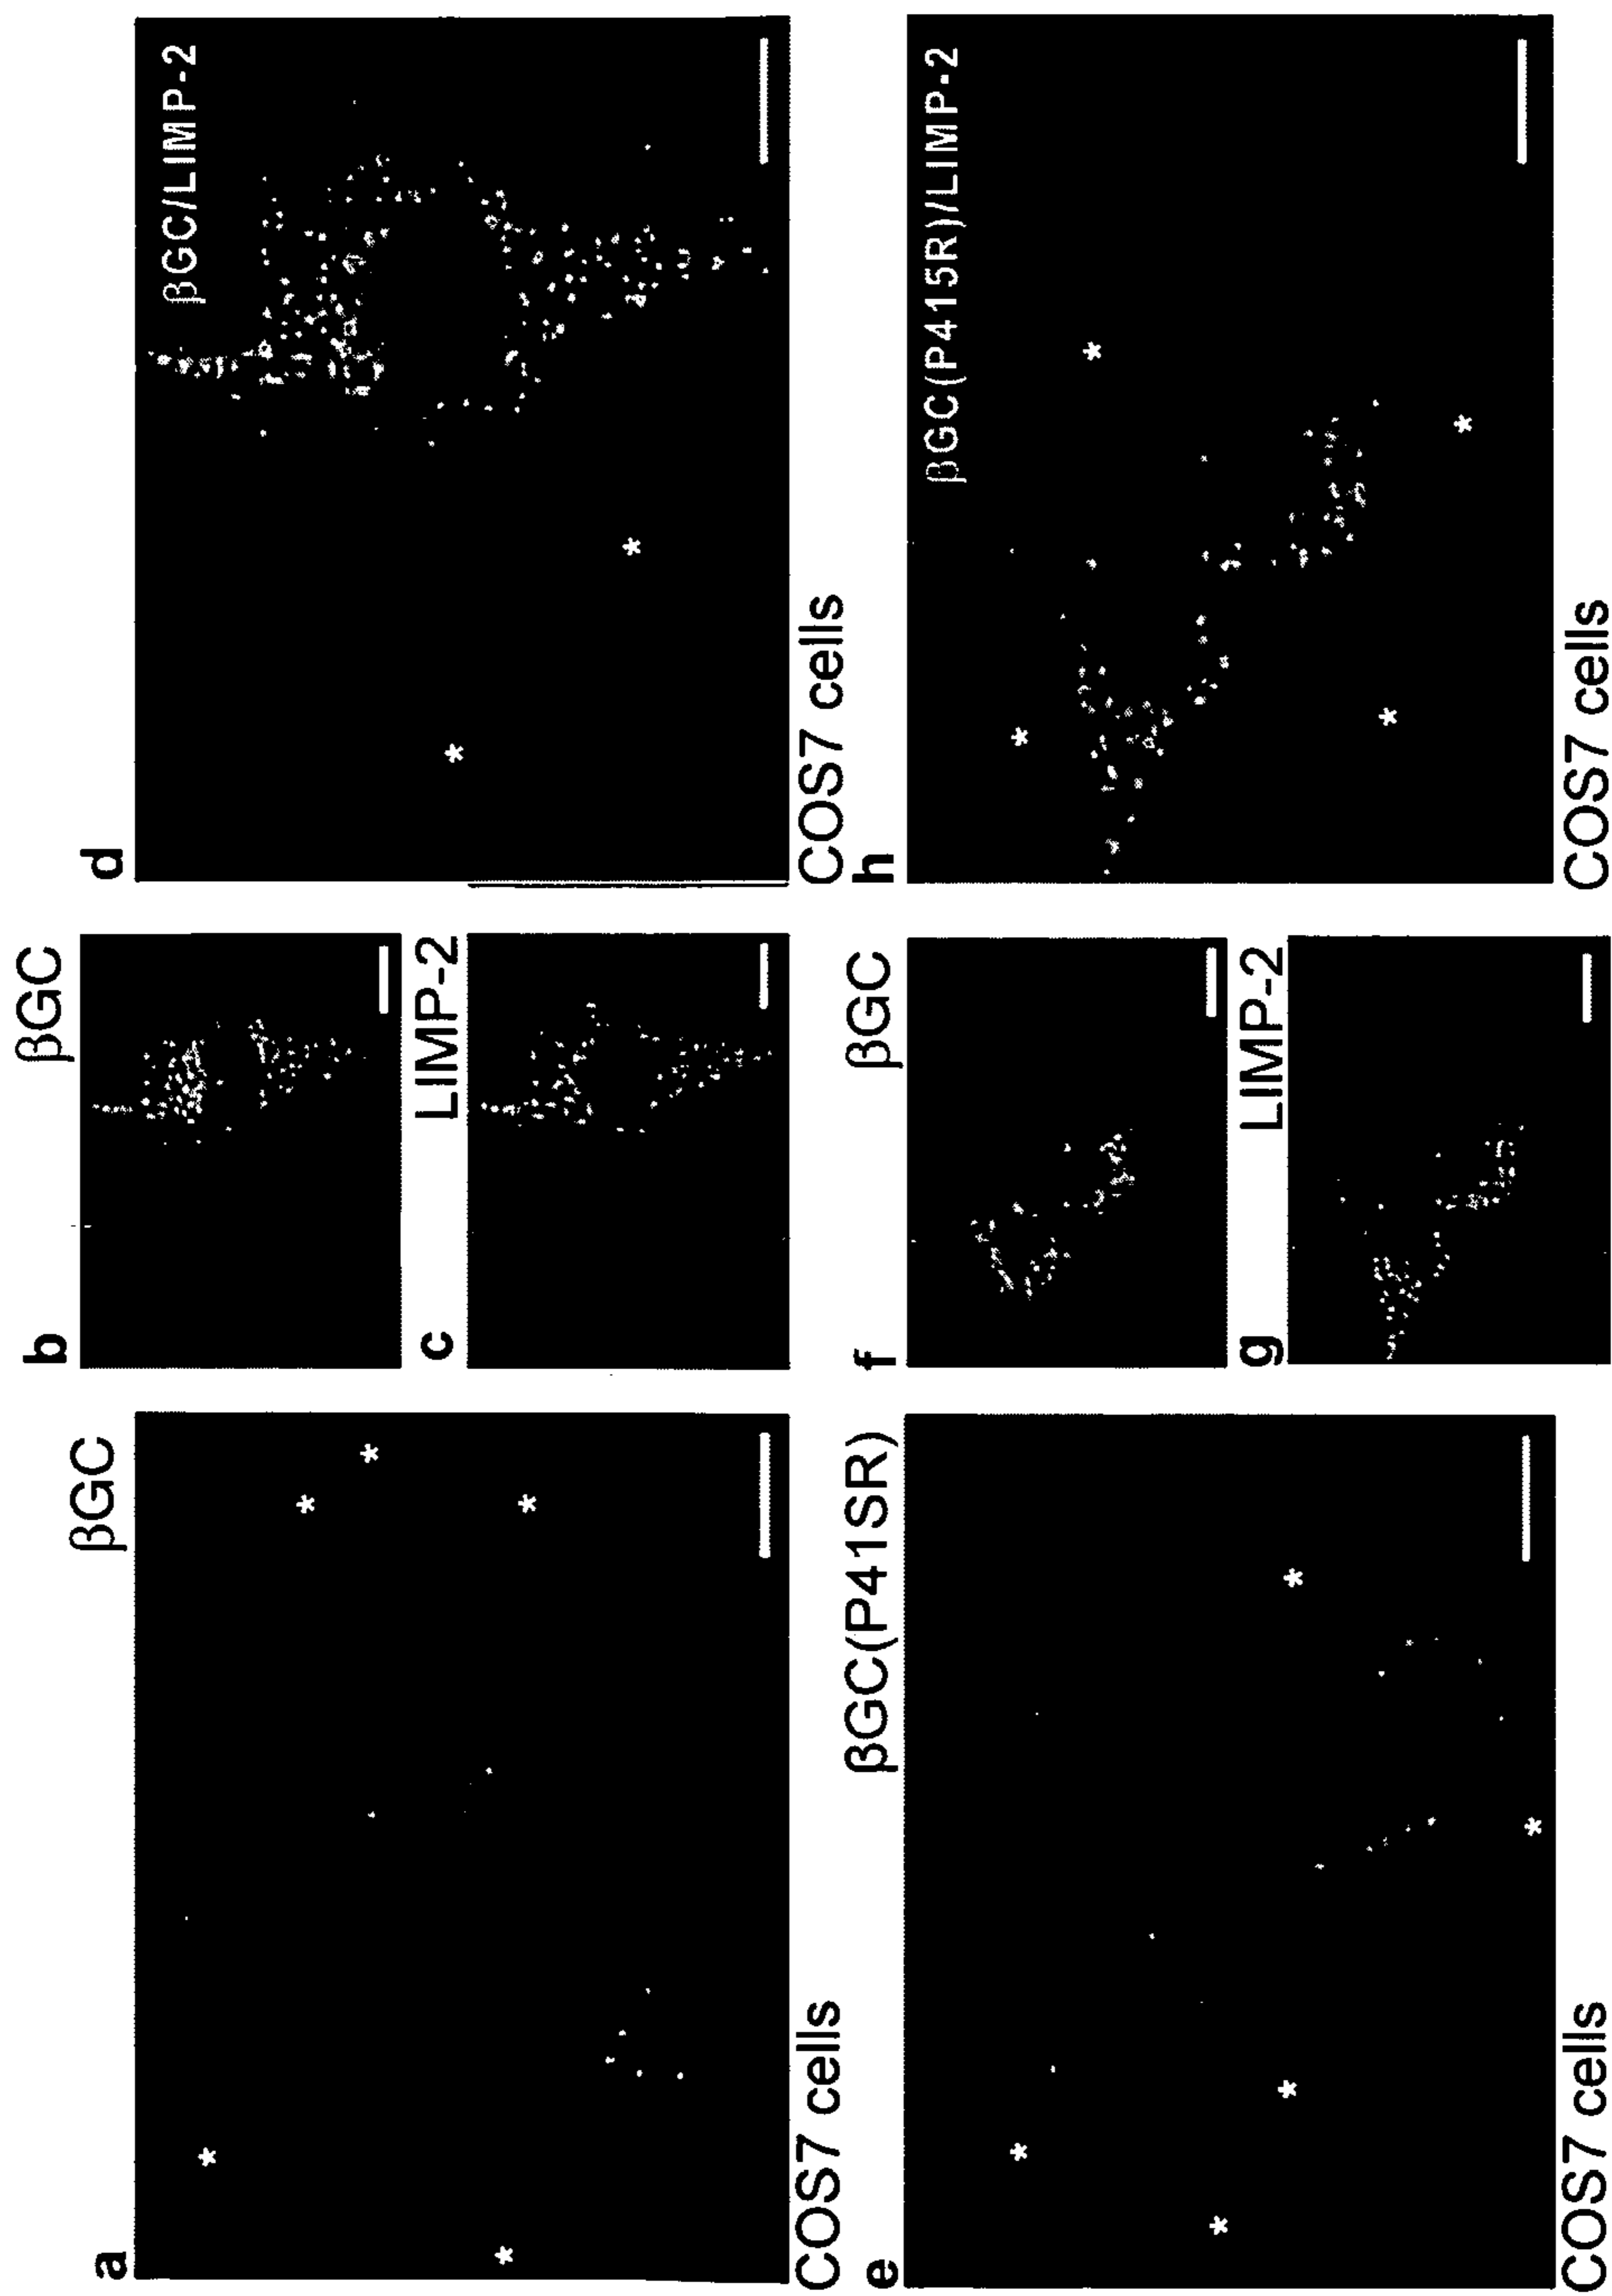 a
βGC
COS7 cells
b
βGC
c
LIMP-2
d
βGC/LIMP-2
COS7 cells
e
βGC(P41SR)
COS7 cells
f
βGC
g
LIMP-2
h
βGC(P415R)/LIMP-2
COS7 cells